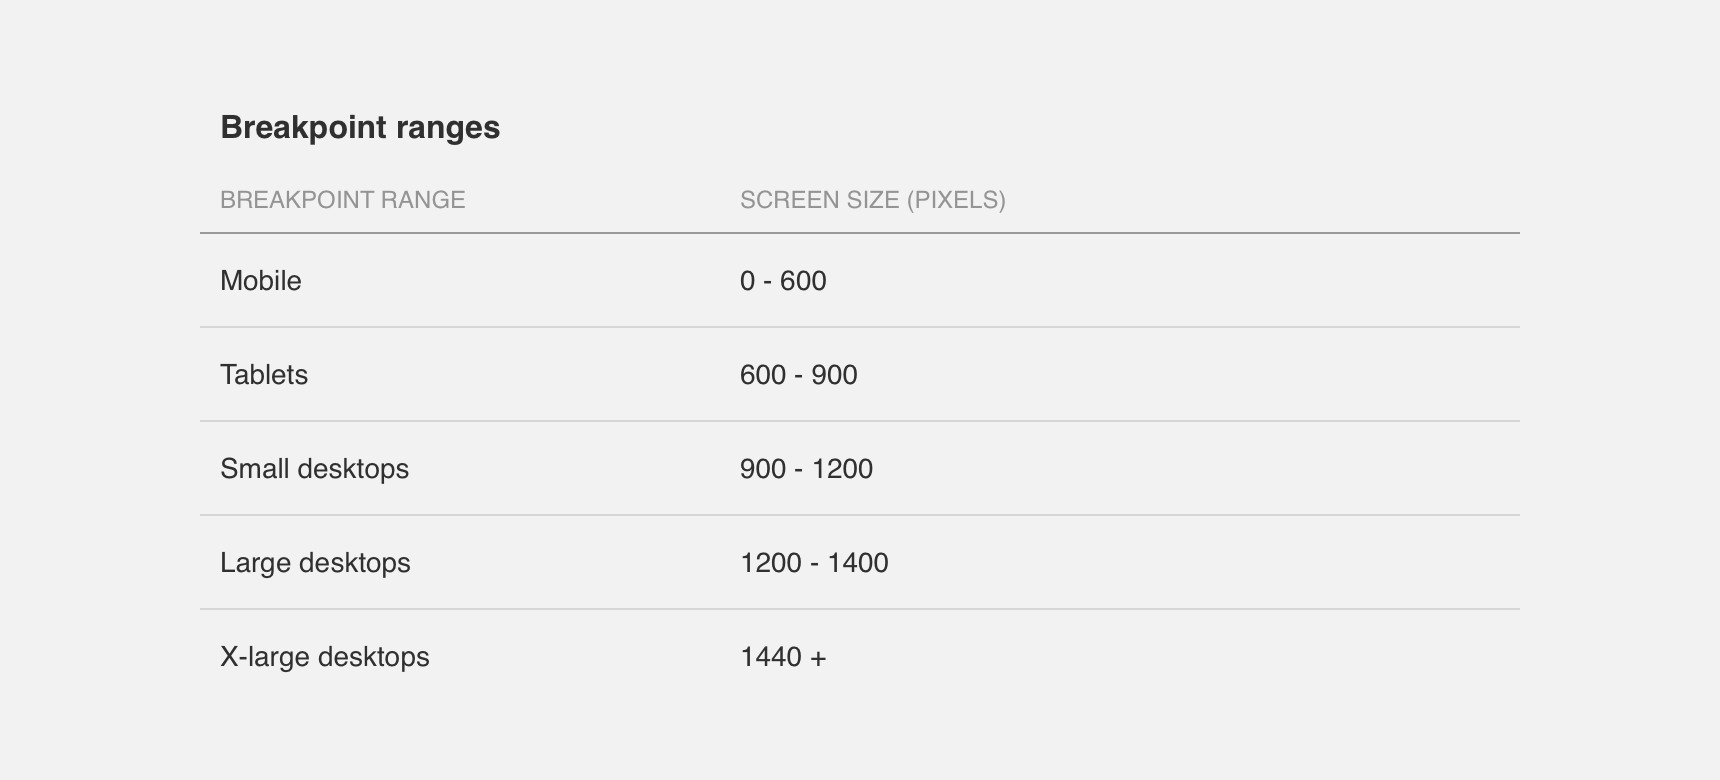 Breakpoint ranges
BREAKPOINT RANGE SCREEN SIZE (PIXELS)
Mobile 0 - 600
Tablets 600 - 900
Small desktops 900 - 1200
Large desktops 1200 - 1400
X-large desktops 1440 +